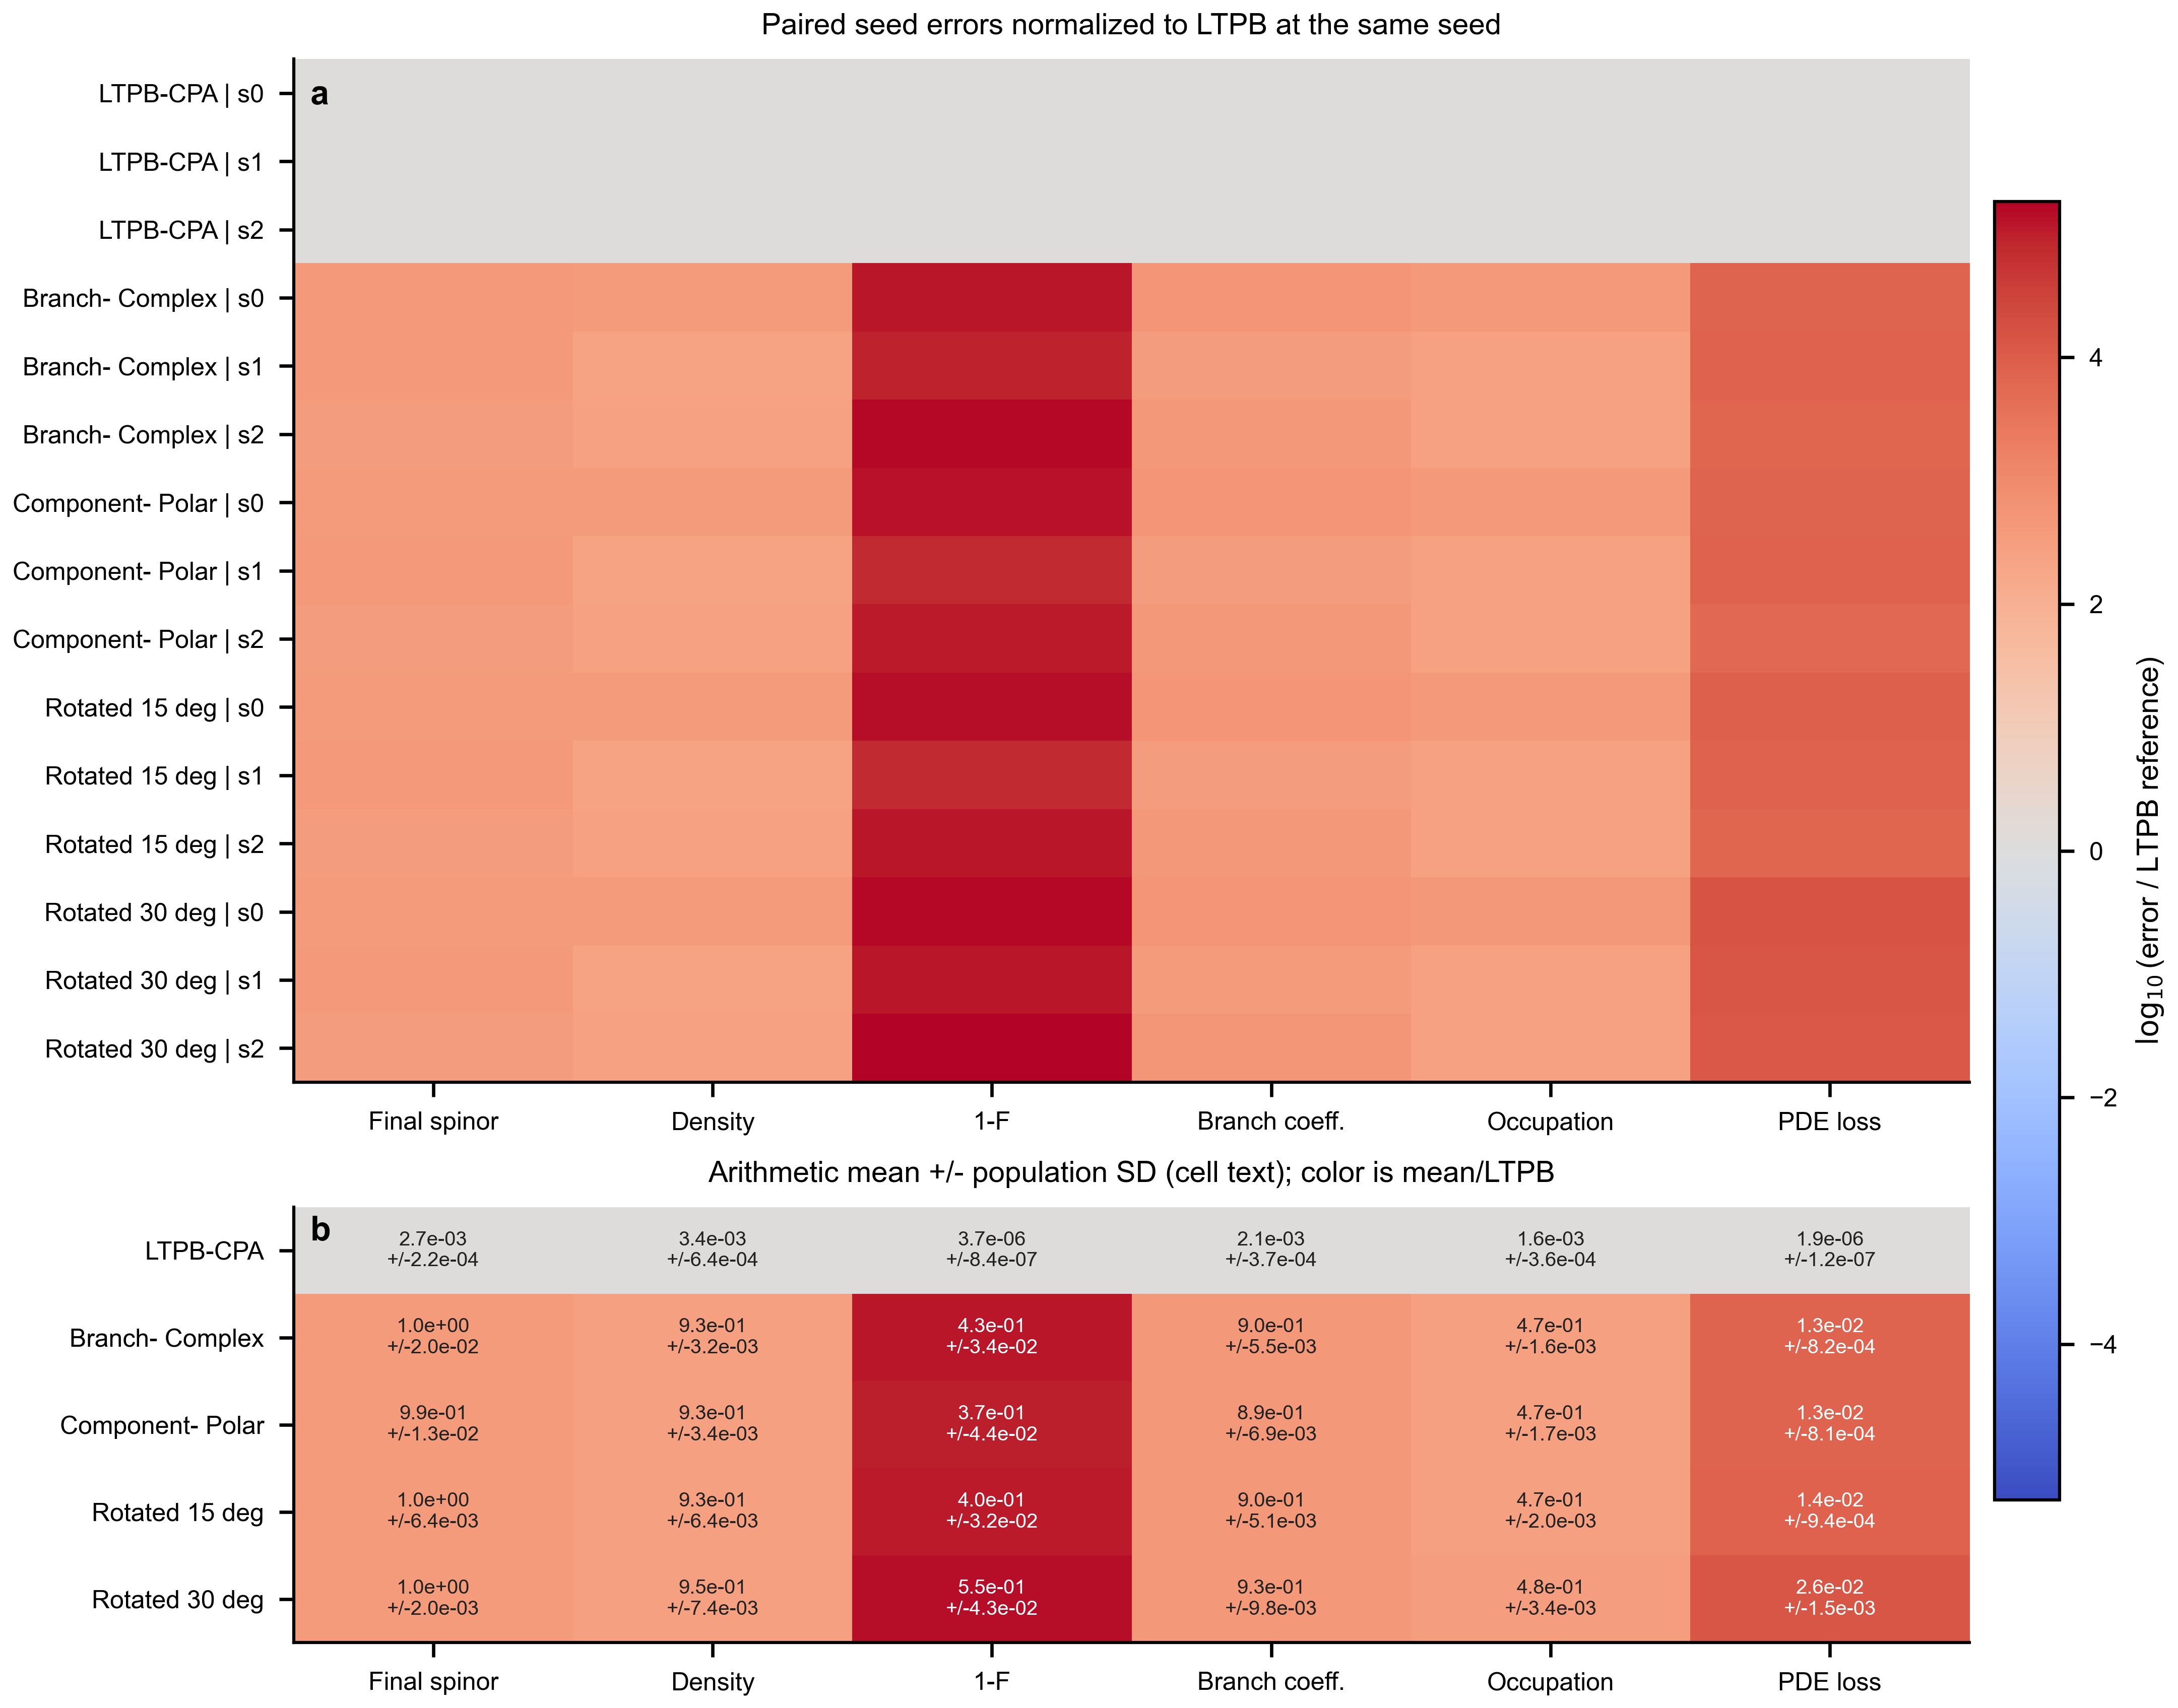 Paired seed errors normalized to LTPB at the same seed
a
LTPB-CPA | s0
LTPB-CPA | s1
LTPB-CPA | s2
Branch- Complex | s0
Branch- Complex | s1
Branch- Complex | s2
Component- Polar | s0
Component- Polar | s1
Component- Polar | s2
Rotated 15 deg | s0
Rotated 15 deg | s1
Rotated 15 deg | s2
Rotated 30 deg | s0
Rotated 30 deg | s1
Rotated 30 deg | s2
Final spinor Density 1-F Branch coeff. Occupation PDE loss
Arithmetic mean +/- population SD (cell text); color is mean/LTPB
b
LTPB-CPA
2.7e-03 3.4e-03 3.7e-06 2.1e-03 1.6e-03 1.9e-06
+/-2.2e-04 +/-6.4e-04 +/-8.4e-07 +/-3.7e-04 +/-3.6e-04 +/-1.2e-07
Branch- Complex
1.0e+00 9.3e-01 4.3e-01 9.0e-01 4.7e-01 1.3e-02
+/-2.0e-02 +/-3.2e-03 +/-3.4e-02 +/-5.5e-03 +/-1.6e-03 +/-8.2e-04
Component- Polar
9.9e-01 9.3e-01 3.7e-01 8.9e-01 4.7e-01 1.3e-02
+/-1.3e-02 +/-3.4e-03 +/-4.4e-02 +/-6.9e-03 +/-1.7e-03 +/-8.1e-04
Rotated 15 deg
1.0e+00 9.3e-01 4.0e-01 9.0e-01 4.7e-01 1.4e-02
+/-6.4e-03 +/-6.4e-03 +/-3.2e-02 +/-5.1e-03 +/-2.0e-03 +/-9.4e-04
Rotated 30 deg
1.0e+00 9.5e-01 5.5e-01 9.3e-01 4.8e-01 2.6e-02
+/-2.0e-03 +/-7.4e-03 +/-4.3e-02 +/-9.8e-03 +/-3.4e-03 +/-1.5e-03
Final spinor Density 1-F Branch coeff. Occupation PDE loss
4
2
0
−2
−4
log₁₀(error / LTPB reference)